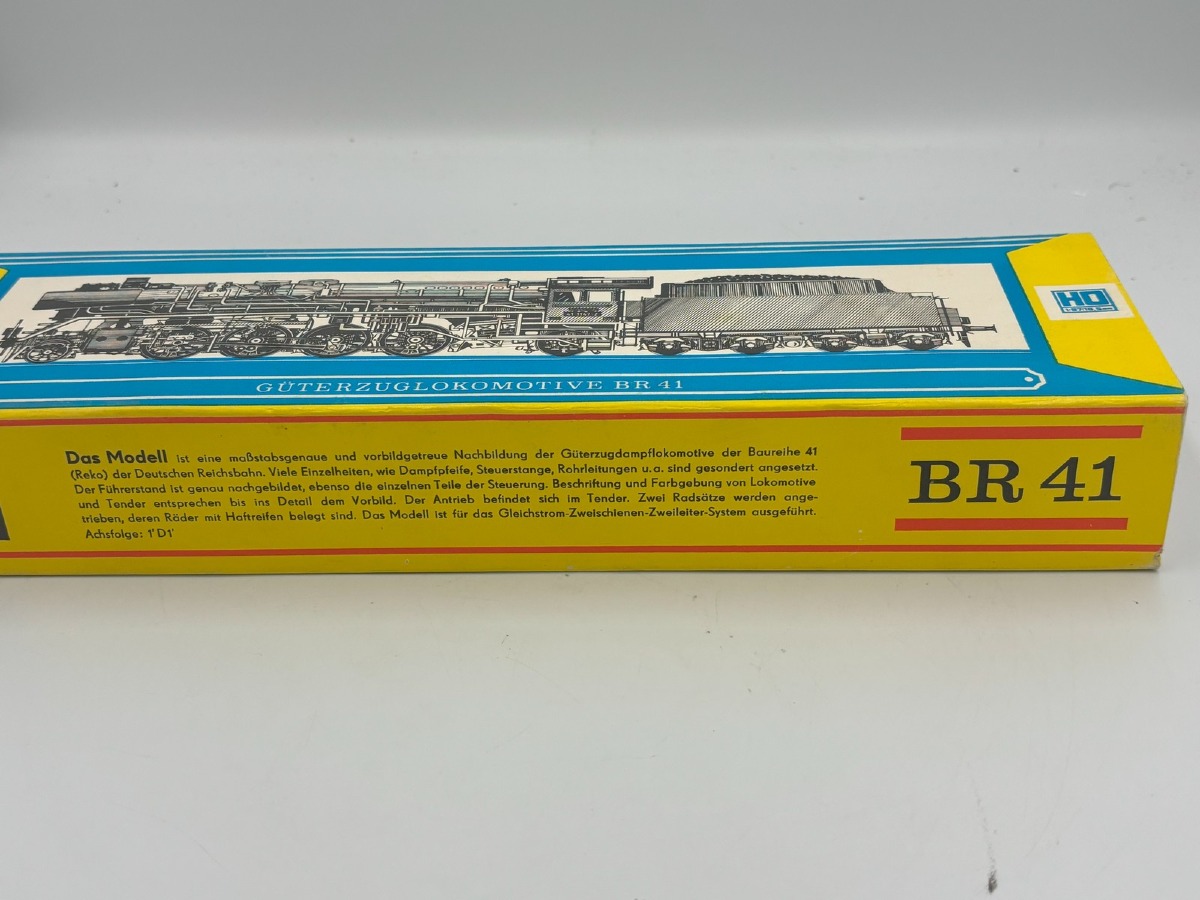 HO
GÜTERZUGLOKOMOTIVE BR 41
Das Modell ist eine maßstabsgenaue und vorbildgetreue Nachbildung der Güterzugdampflokomotive der Baureihe 41
(Reko) der Deutschen Reichsbahn. Viele Einzelheiten, wie Dampfpfeife, Steuerstange, Rohrleitungen u. a. sind gesondert angesetzt.
Der Führerstand ist genau nachgebildet, ebenso die einzelnen Teile der Steuerung. Beschriftung und Farbgebung von Lokomotive
und Tender entsprechen bis ins Detail dem Vorbild. Der Antrieb befindet sich im Tender. Zwei Radsätze werden ange-
trieben, deren Räder mit Haftreifen belegt sind. Das Modell ist für das Gleichstrom-Zweischienen-Zweileiter-System ausgeführt.
Achsfolge: 1'D1'
BR 41